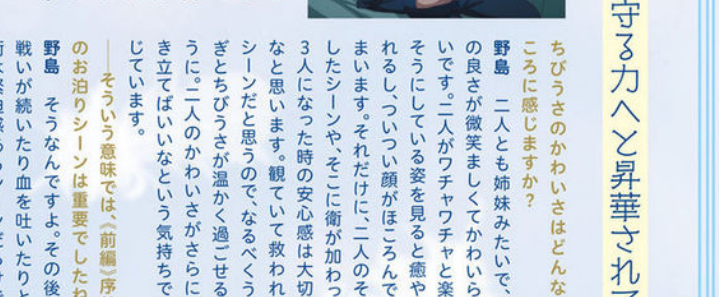 守る力へと昇華され
ちびうさのかわいさはどんな
ころに感じますか?
野島　二人とも姉妹みたいで、
の良さが微笑ましくてかわいら
いです。二人がワチャワチャと楽
そうにしている姿を見ると癒や
れるし、ついつい顔がほころんで
まいます。それだけに、二人のそ
したシーンや、そこに衛が加わっ
3人になった時の安心感は大切
なと思います。観ていて救われ
シーンだと思うので、なるべくう
ぎとちびうさが温かく過ごせる
うに。二人のかわいさがさらに
き立てばいいなという気持ちで
じています。
――そういう意味では、《前編》序
のお泊りシーンは重要でしたね
野島　そうなんですよ。その後
戦いが続いたり血を吐いたりと